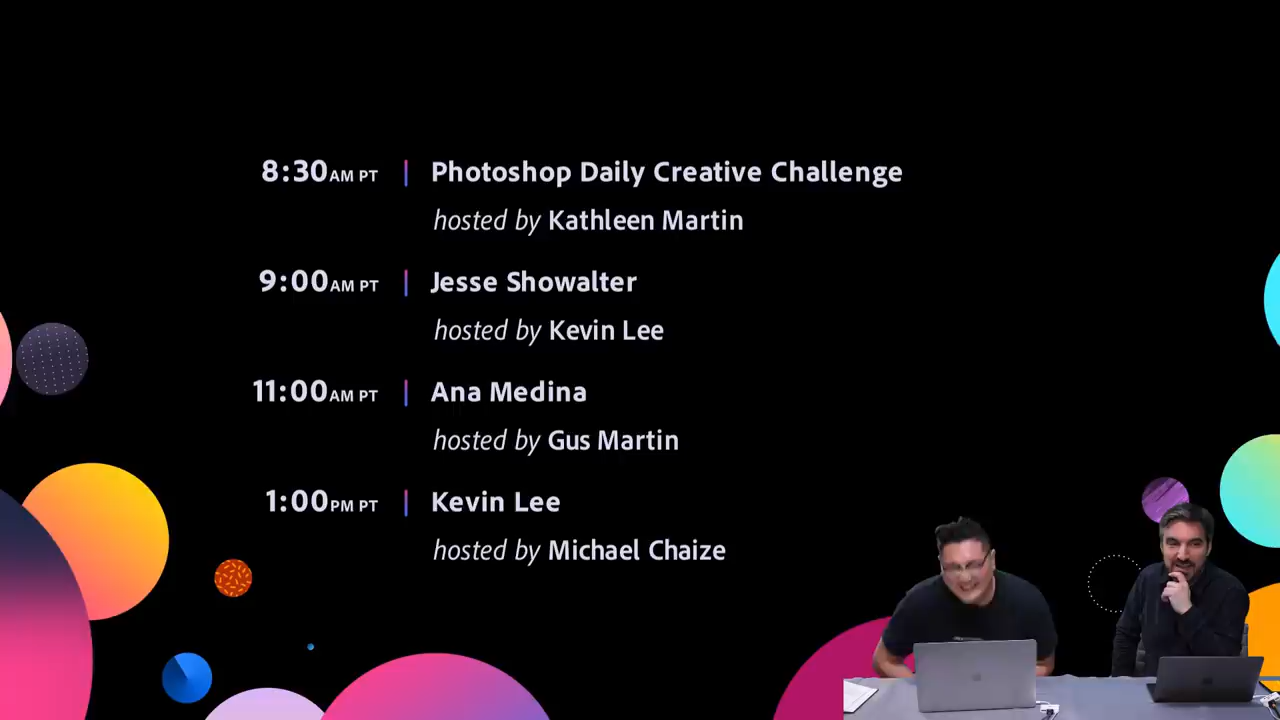 8:30AM PT | Photoshop Daily Creative Challenge
hosted by Kathleen Martin
9:00AM PT | Jesse Showalter
hosted by Kevin Lee
11:00AM PT | Ana Medina
hosted by Gus Martin
1:00PM PT | Kevin Lee
hosted by Michael Chaize